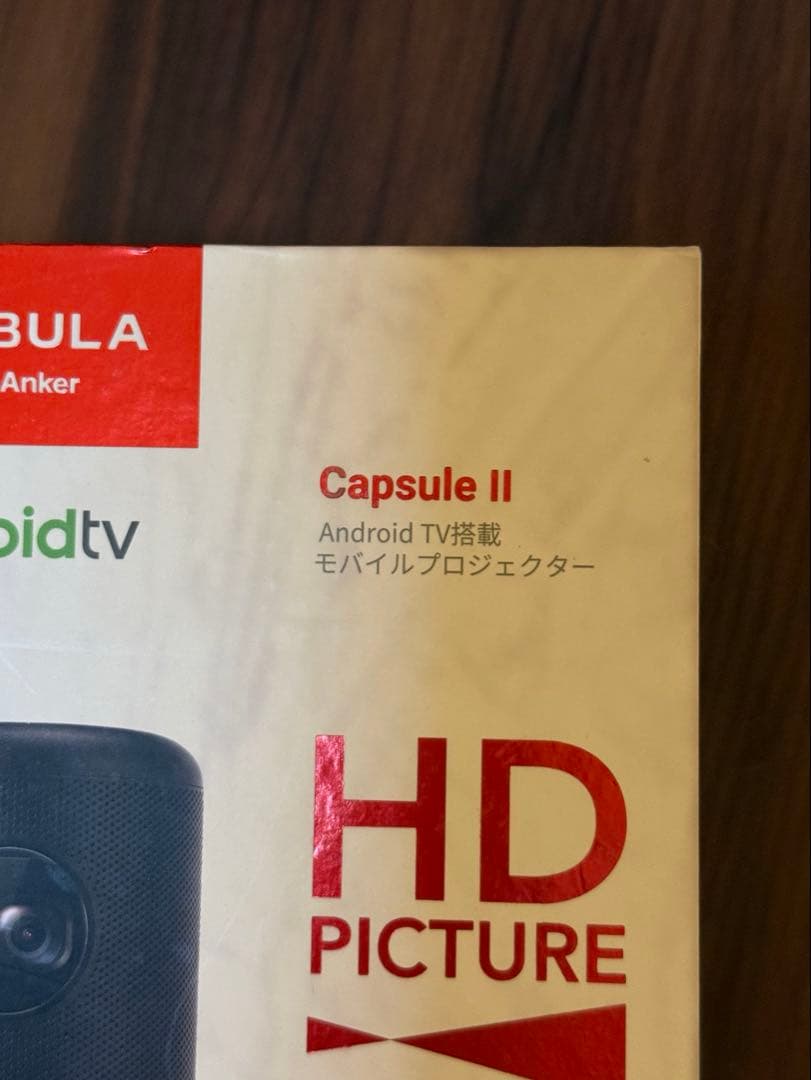 BULA
Anker
oidtv
Capsule II
Android TV搭載
モバイルプロジェクター
HD
PICTURE